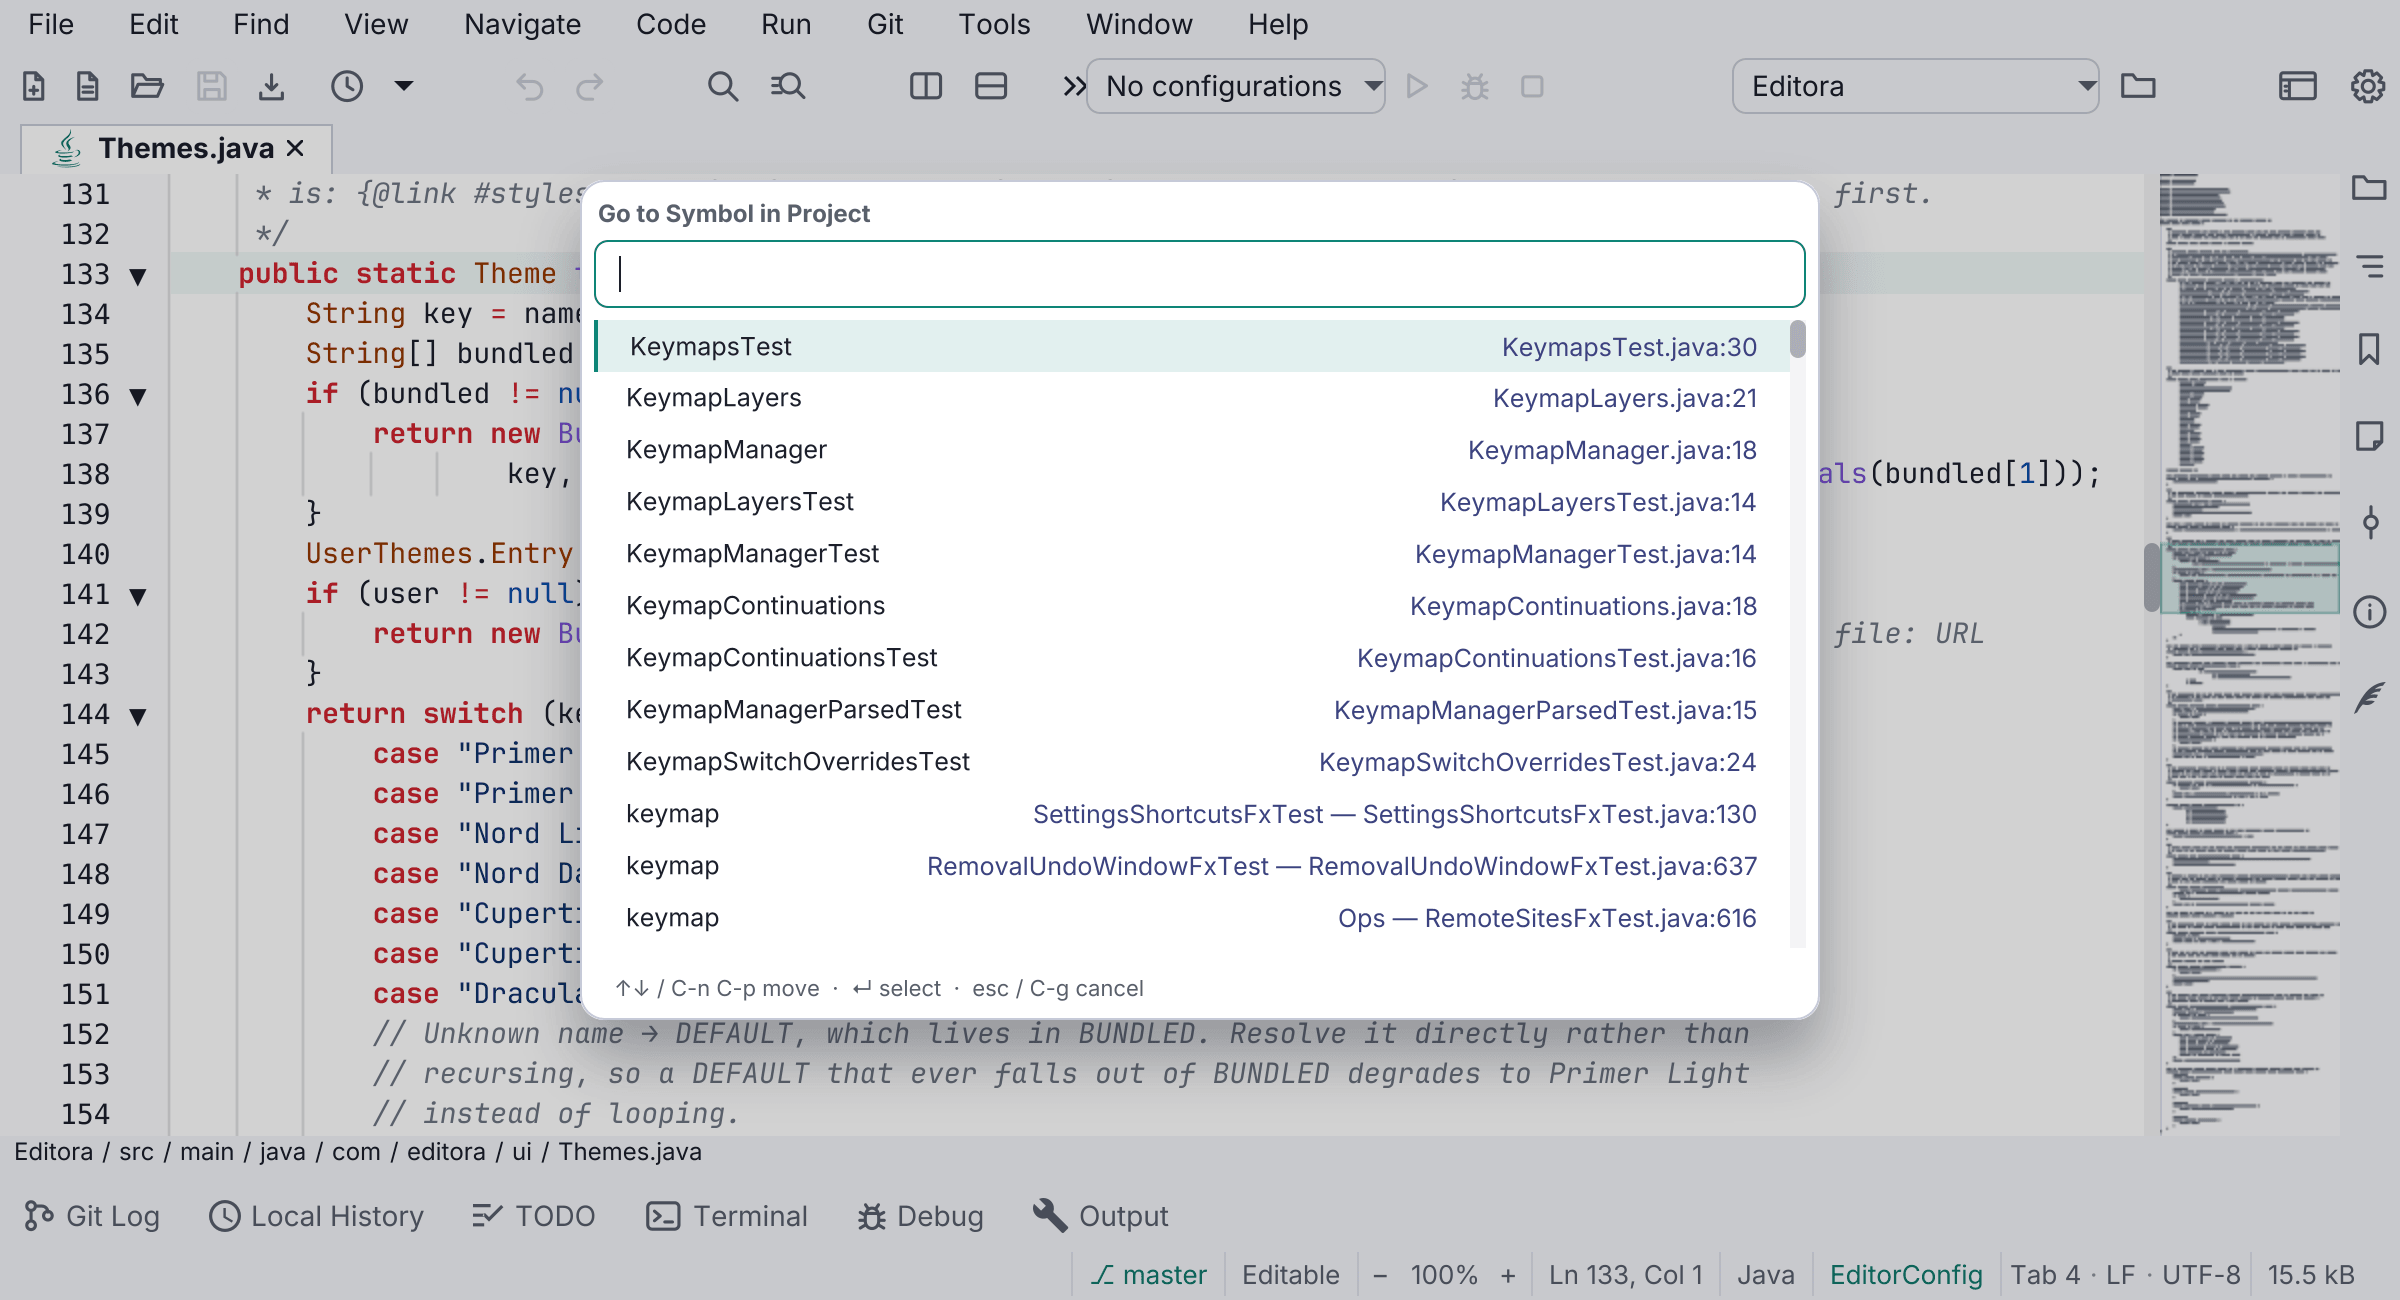 File Edit Find View Navigate Code Run Git Tools Window Help
No configurations Editora
Themes.java
131 * is: {@link #styles first.
132 */
133 public static Theme
134 String key = name
135 String[] bundled
136 if (bundled != nu
137 return new Bu
138 key, als(bundled[1]));
139 }
140 UserThemes.Entry
141 if (user != null)
142 return new Bu file: URL
143 }
144 return switch (ke
145 case "Primer
146 case "Primer
147 case "Nord Li
148 case "Nord Da
149 case "Cuperti
150 case "Cuperti
151 case "Dracula
152 // Unknown name → DEFAULT, which lives in BUNDLED. Resolve it directly rather than
153 // recursing, so a DEFAULT that ever falls out of BUNDLED degrades to Primer Light
154 // instead of looping.
Go to Symbol in Project
KeymapsTest KeymapsTest.java:30
KeymapLayers KeymapLayers.java:21
KeymapManager KeymapManager.java:18
KeymapLayersTest KeymapLayersTest.java:14
KeymapManagerTest KeymapManagerTest.java:14
KeymapContinuations KeymapContinuations.java:18
KeymapContinuationsTest KeymapContinuationsTest.java:16
KeymapManagerParsedTest KeymapManagerParsedTest.java:15
KeymapSwitchOverridesTest KeymapSwitchOverridesTest.java:24
keymap SettingsShortcutsFxTest — SettingsShortcutsFxTest.java:130
keymap RemovalUndoWindowFxTest — RemovalUndoWindowFxTest.java:637
keymap Ops — RemoteSitesFxTest.java:616
↑↓ / C-n C-p move · ↵ select · esc / C-g cancel
Editora / src / main / java / com / editora / ui / Themes.java
Git Log Local History TODO Terminal Debug Output
master Editable − 100% + Ln 133, Col 1 Java EditorConfig Tab 4 · LF · UTF-8 15.5 kB